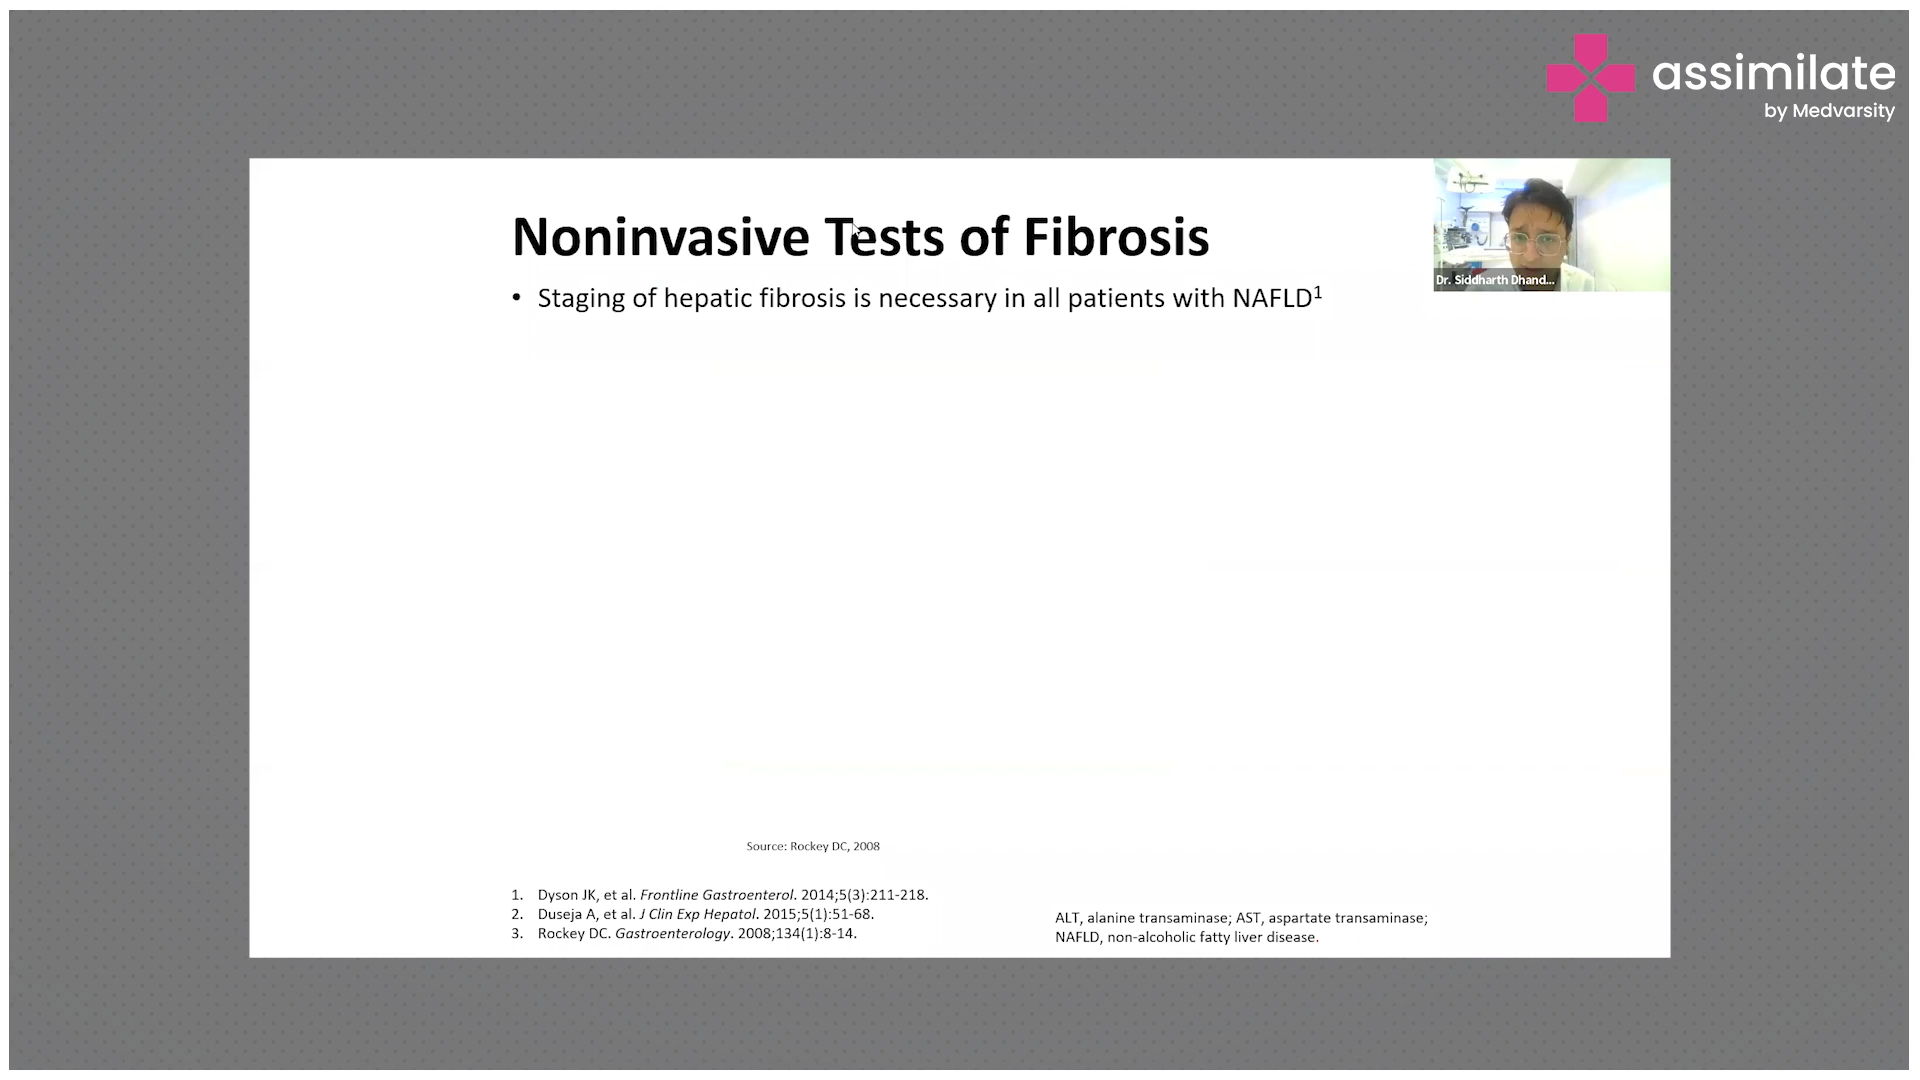 assimilate
by Medvarsity
Noninvasive Tests of Fibrosis
Dr. Siddharth Dhand...
• Staging of hepatic fibrosis is necessary in all patients with NAFLD¹
Source: Rockey DC, 2008
1. Dyson JK, et al. Frontline Gastroenterol. 2014;5(3):211-218.
2. Duseja A, et al. J Clin Exp Hepatol. 2015;5(1):51-68.
3. Rockey DC. Gastroenterology. 2008;134(1):8-14.
ALT, alanine transaminase; AST, aspartate transaminase;
NAFLD, non-alcoholic fatty liver disease.